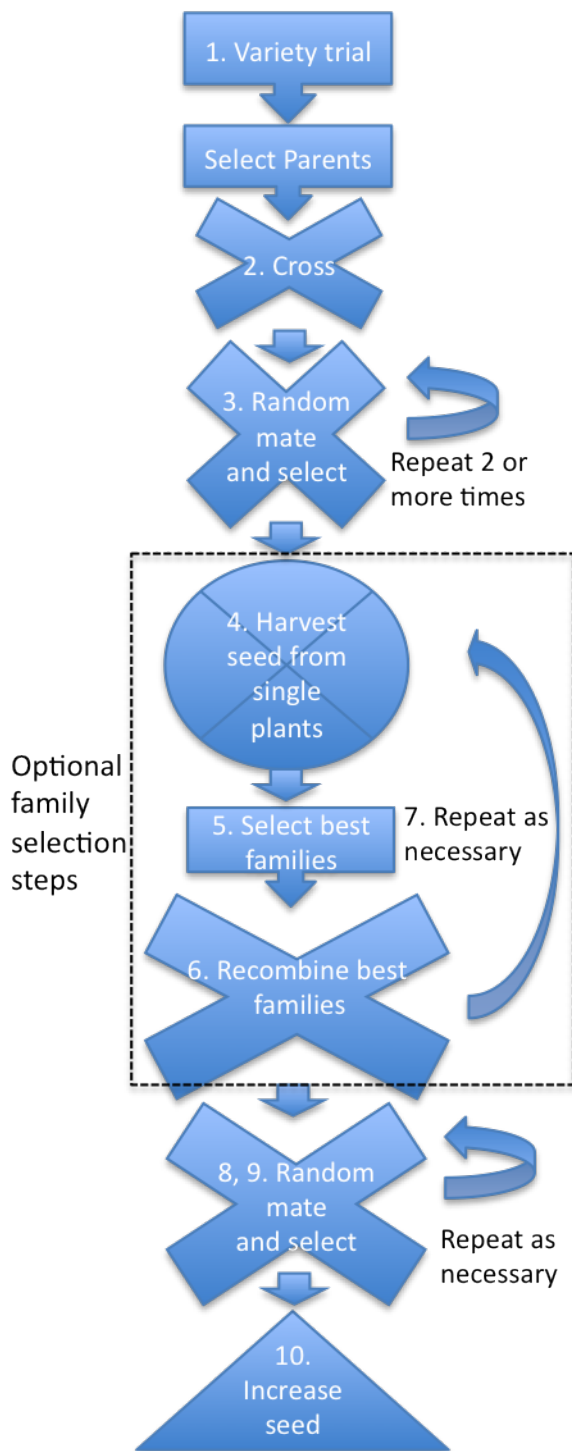 1. Variety trial
Select Parents
2. Cross
3. Random
mate
and select
Repeat 2 or
more times
4. Harvest
seed from
single
plants
Optional
family
selection
steps
5. Select best
families
7. Repeat as
necessary
6. Recombine best
families
8, 9. Random
mate
and select
Repeat as
necessary
10.
Increase
seed